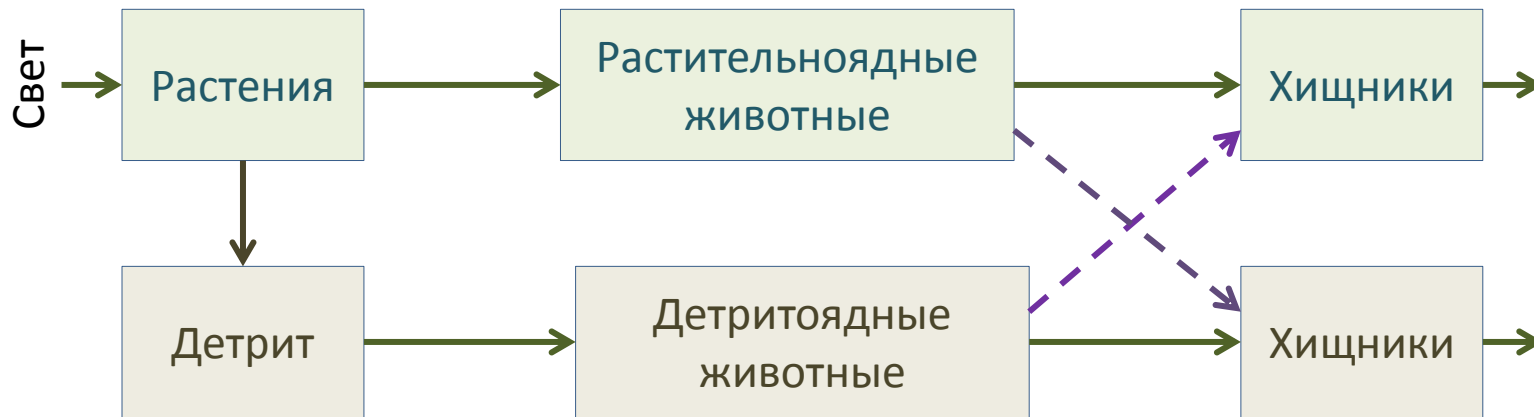 Свет
Растения
Растительноядные
животные
Хищники
Детрит
Детритоядные
животные
Хищники